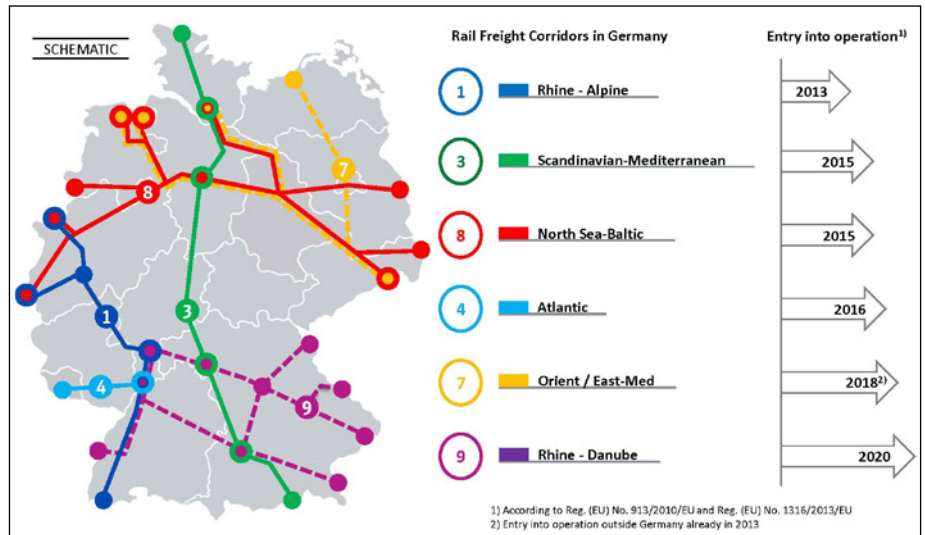 SCHEMATIC
8
7
1
3
4
9
Rail Freight Corridors in Germany
Entry into operation1)
1 Rhine - Alpine 2013
3 Scandinavian-Mediterranean 2015
8 North Sea-Baltic 2015
4 Atlantic 2016
7 Orient / East-Med 20182)
9 Rhine - Danube 2020
1) According to Reg. (EU) No. 913/2010/EU and Reg. (EU) No. 1316/2013/EU
2) Entry into operation outside Germany already in 2013